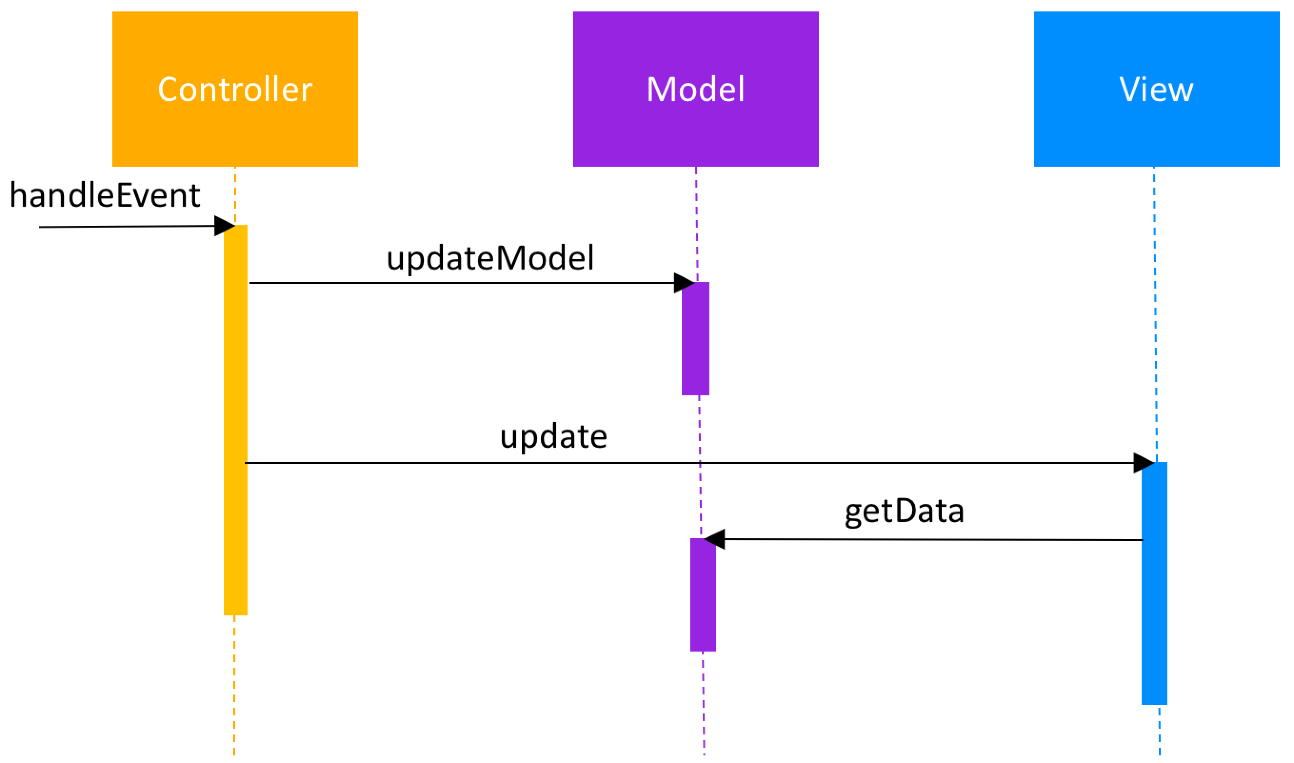 Controller
Model
View
handleEvent
updateModel
update
getData